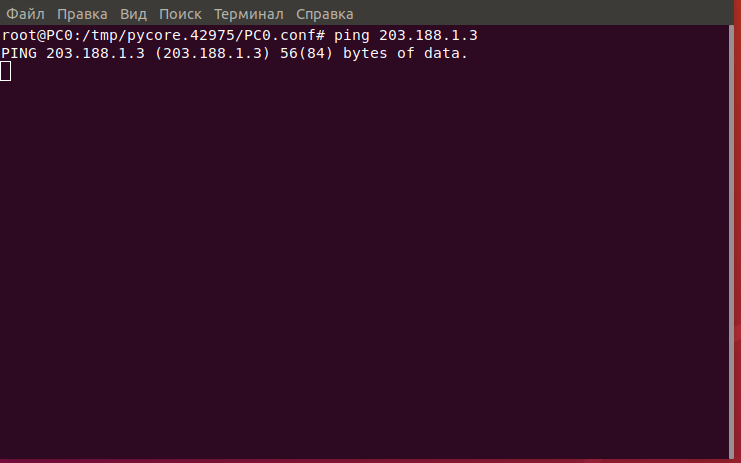 Файл Правка Вид Поиск Терминал Справка
root@PC0:/tmp/pycore.42975/PC0.conf# ping 203.188.1.3
PING 203.188.1.3 (203.188.1.3) 56(84) bytes of data.